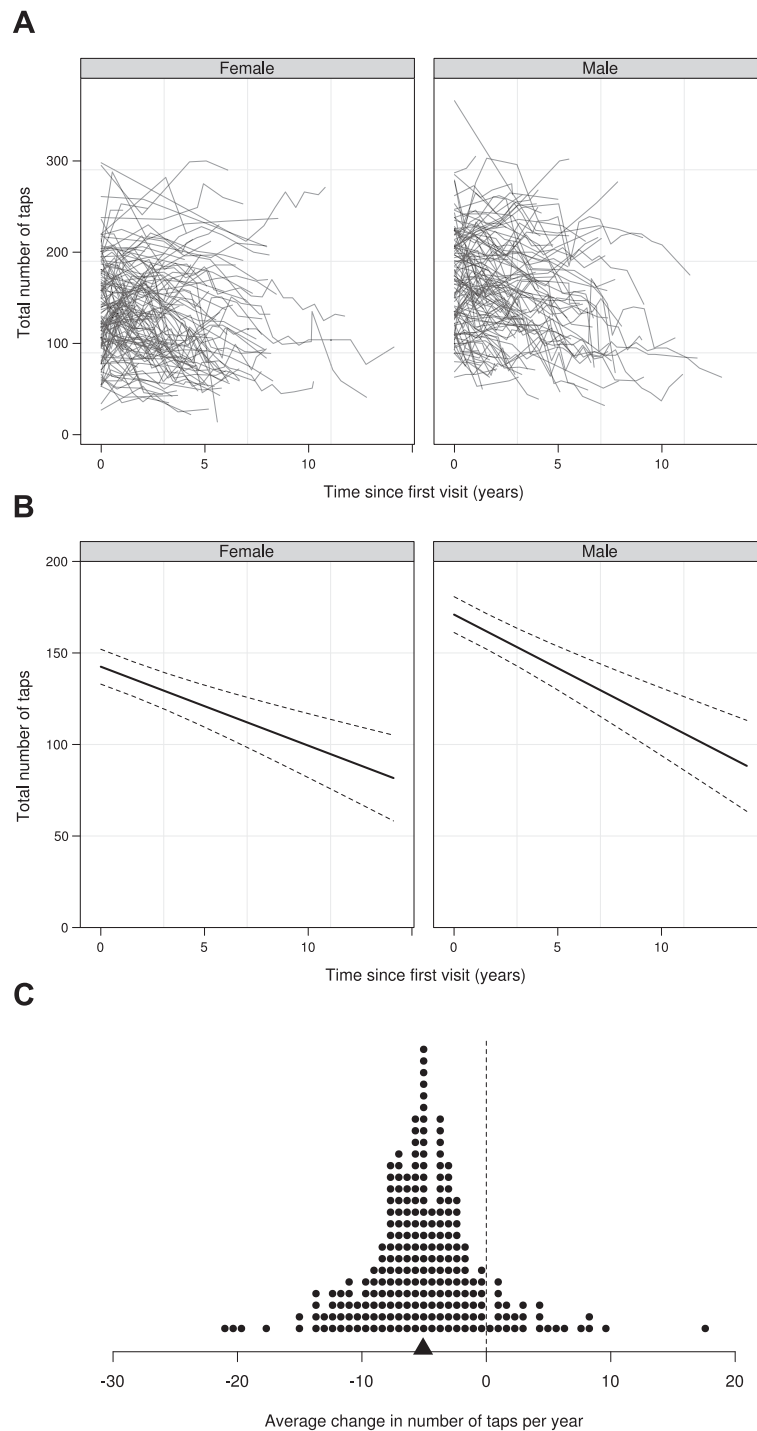 A
Female Male
300
200
100
0
Total number of taps
0 5 10 0 5 10
Time since first visit (years)
B
Female Male
200
150
100
50
0
Total number of taps
0 5 10 0 5 10
Time since first visit (years)
C
-30 -20 -10 0 10 20
Average change in number of taps per year